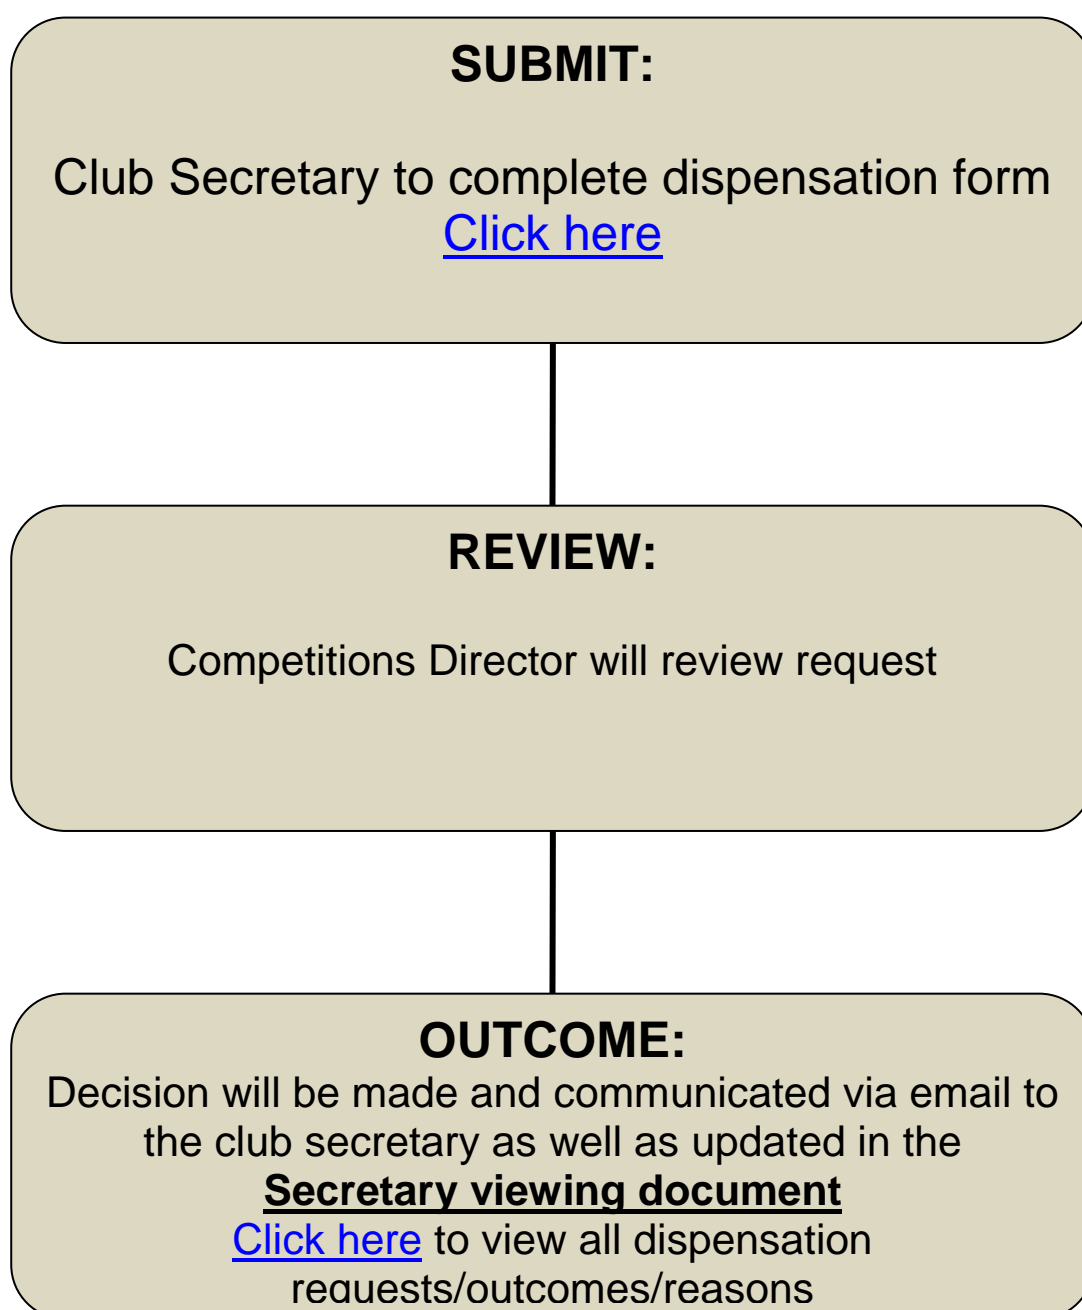 SUBMIT:
Club Secretary to complete dispensation form
Click here
REVIEW:
Competitions Director will review request
OUTCOME:
Decision will be made and communicated via email to
the club secretary as well as updated in the
Secretary viewing document
Click here to view all dispensation
requests/outcomes/reasons